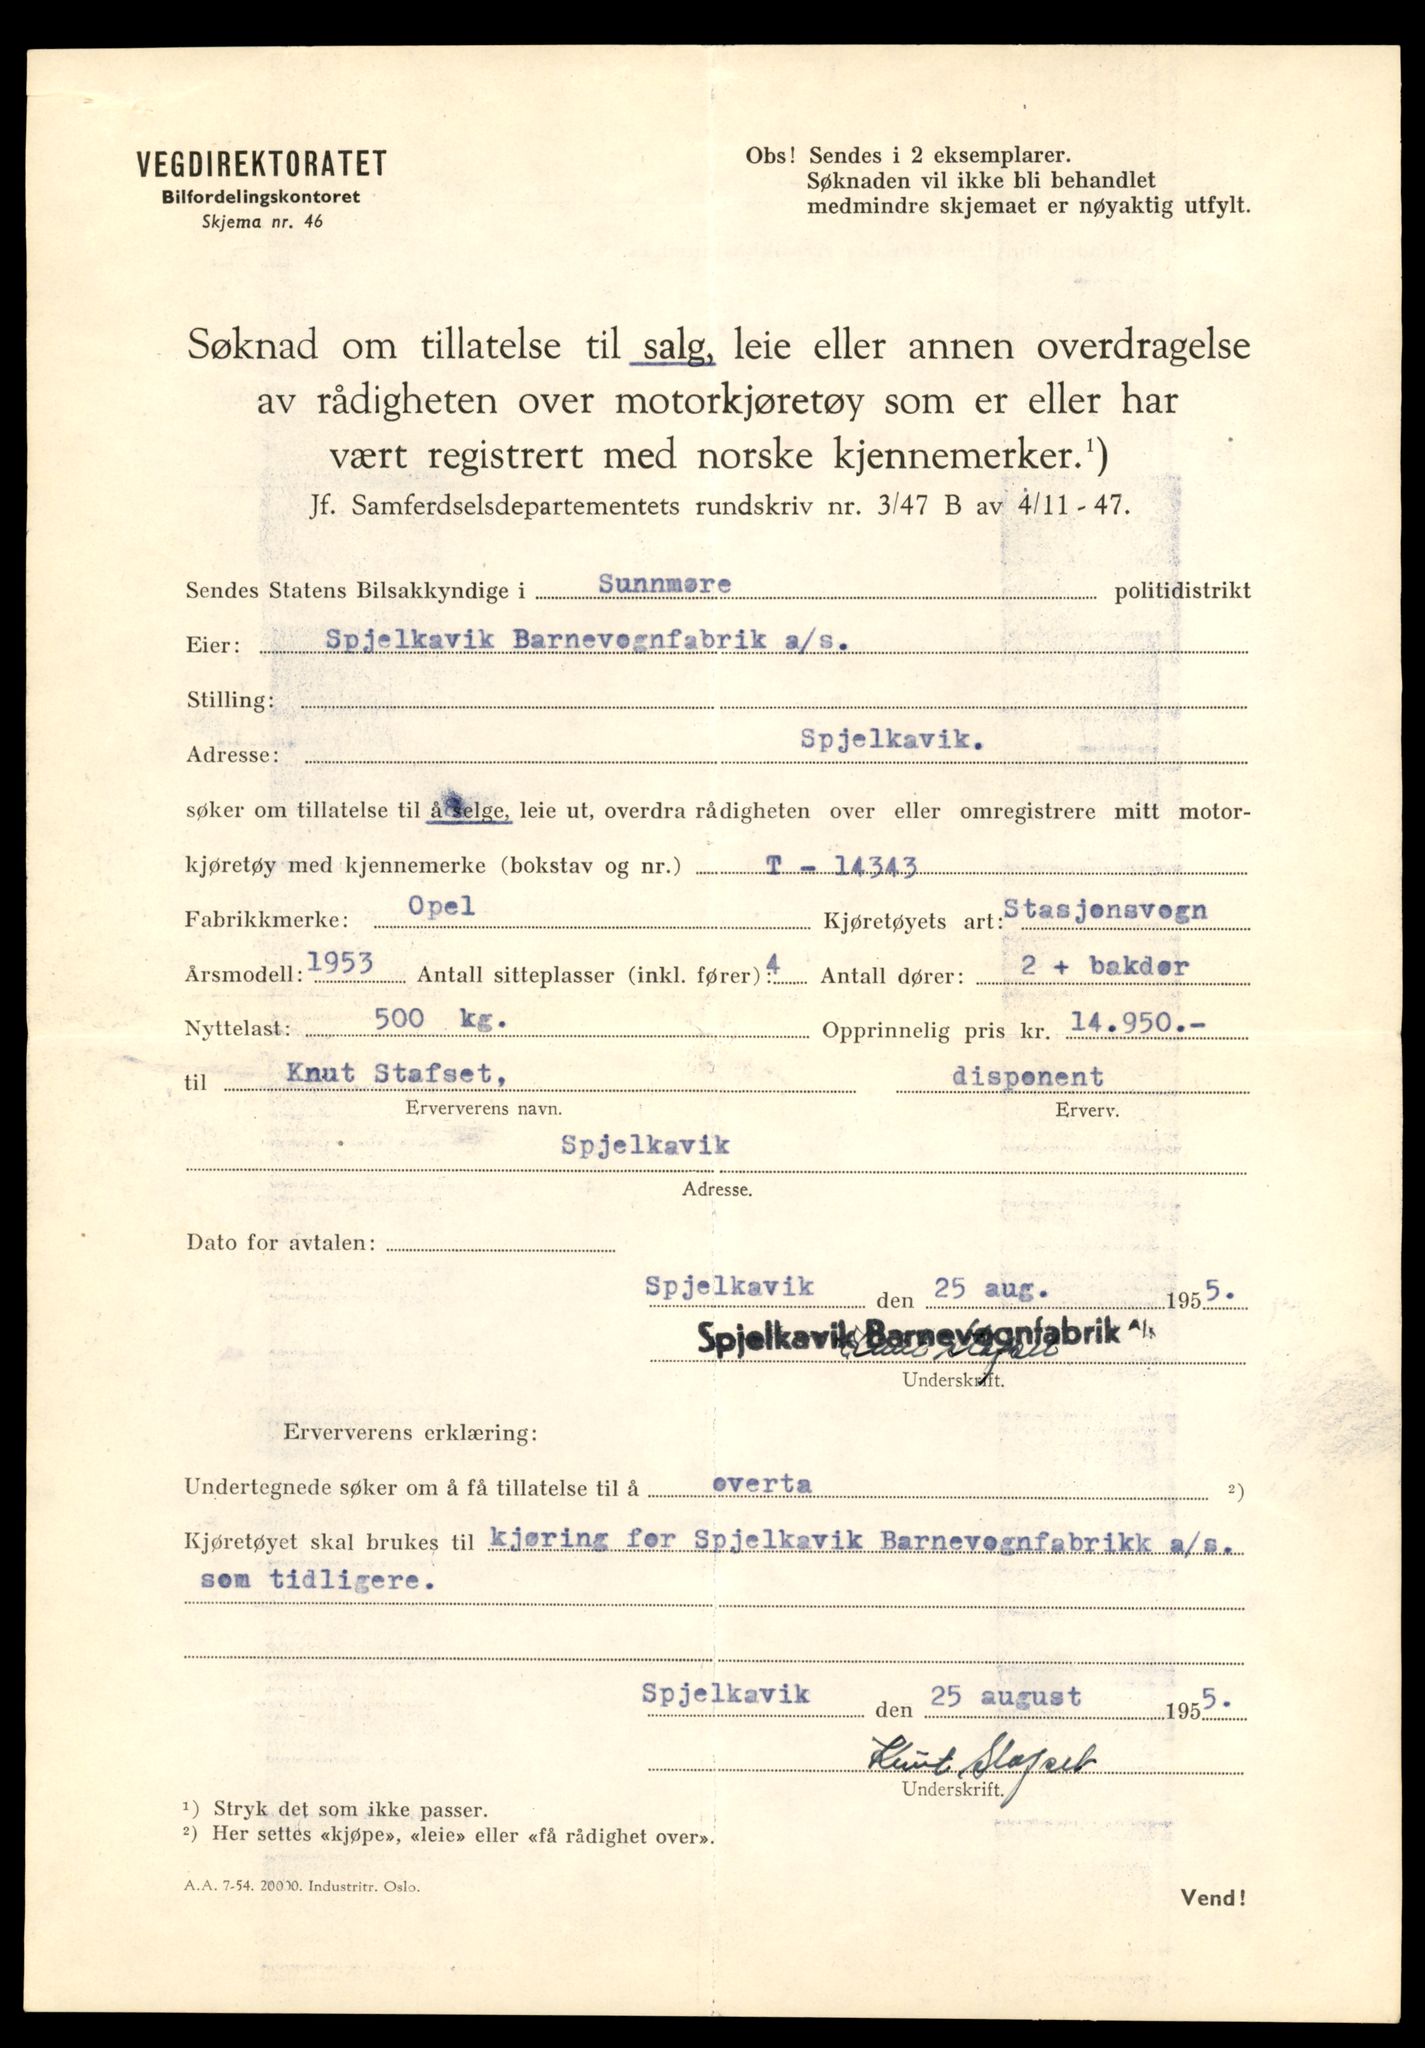 VEGDIREKTORATET
Bilfordelingskontoret
Skjema nr. 46
Obs! Sendes i 2 eksemplarer.
Søknaden vil ikke bli behandlet
medmindre skjemaet er nøyaktig utfylt.
Søknad om tillatelse til salg, leie eller annen overdragelse
av rådigheten over motorkjøretøy som er eller har
vært registrert med norske kjennemerker.¹)
Jf. Samferdselsdepartementets rundskriv nr. 3/47 B av 4/11 - 47.
Sendes Statens Bilsakkyndige i Sunnmøre politidistrikt
Eier: Spjelkavik Barnevognfabrik a/s.
Stilling:
Adresse: Spjelkavik.
søker om tillatelse til å selge, leie ut, overdra rådigheten over eller omregistrere mitt motor-
kjøretøy med kjennemerke (bokstav og nr.) T - 14343
Fabrikkmerke: Opel Kjøretøyets art: Stasjonsvogn
Årsmodell: 1953 Antall sitteplasser (inkl. fører): 4 Antall dører: 2 + bakdør
Nyttelast: 500 kg. Opprinnelig pris kr. 14.950.-
til Knut Stafset, disponent
Erververens navn. Erverv.
Spjelkavik
Adresse.
Dato for avtalen:
Spjelkavik den 25 aug. 1955.
Spjelkavik Barnevognfabrik A/s
Knut Stafset
Underskrift.
Erververens erklæring:
Undertegnede søker om å få tillatelse til å overta ²)
Kjøretøyet skal brukes til kjøring for Spjelkavik Barnevognfabrikk a/s.
som tidligere.
Spjelkavik den 25 august 1955.
Knut Stafset
Underskrift.
¹) Stryk det som ikke passer.
²) Her settes «kjøpe», «leie» eller «få rådighet over».
A.A. 7-54. 20000. Industritr. Oslo.
Vend!